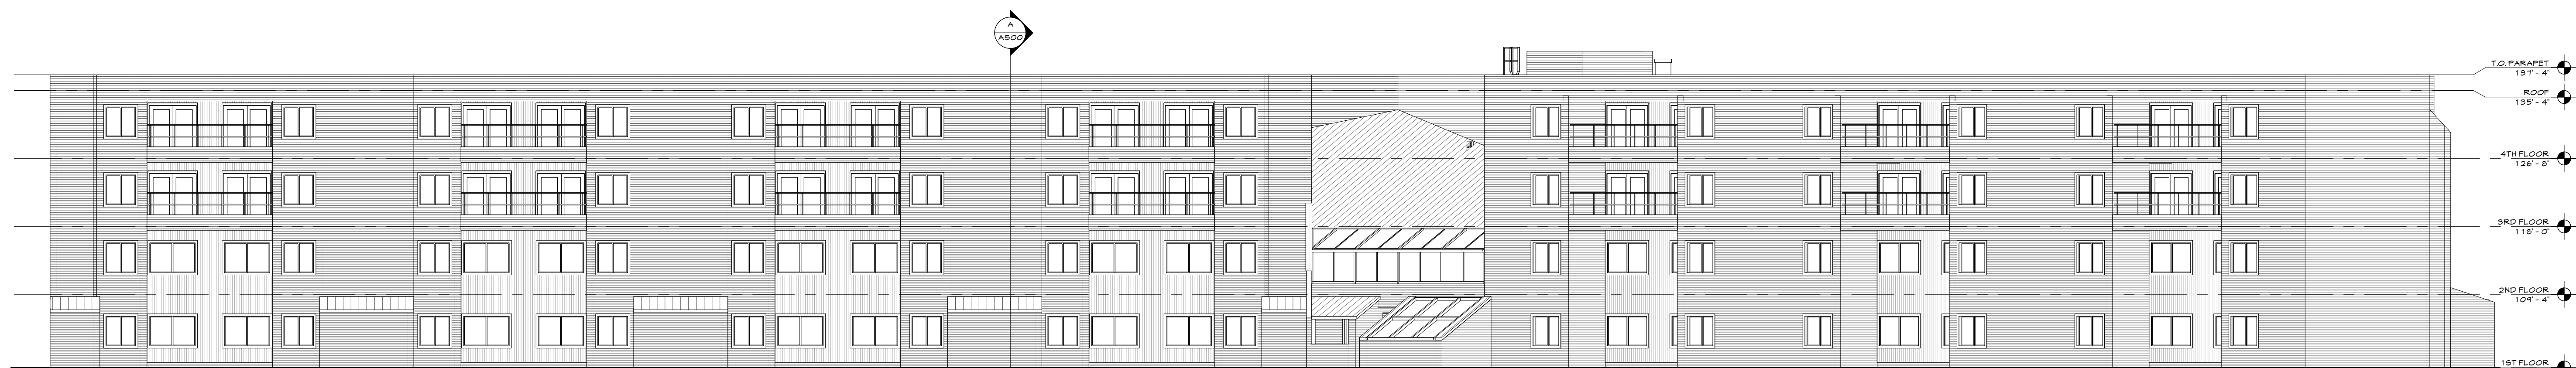 A
A500
T.O. PARAPET
137' - 4"
ROOF
135' - 4"
4TH FLOOR
126' - 8"
3RD FLOOR
118' - 0"
2ND FLOOR
109' - 4"
1ST FLOOR